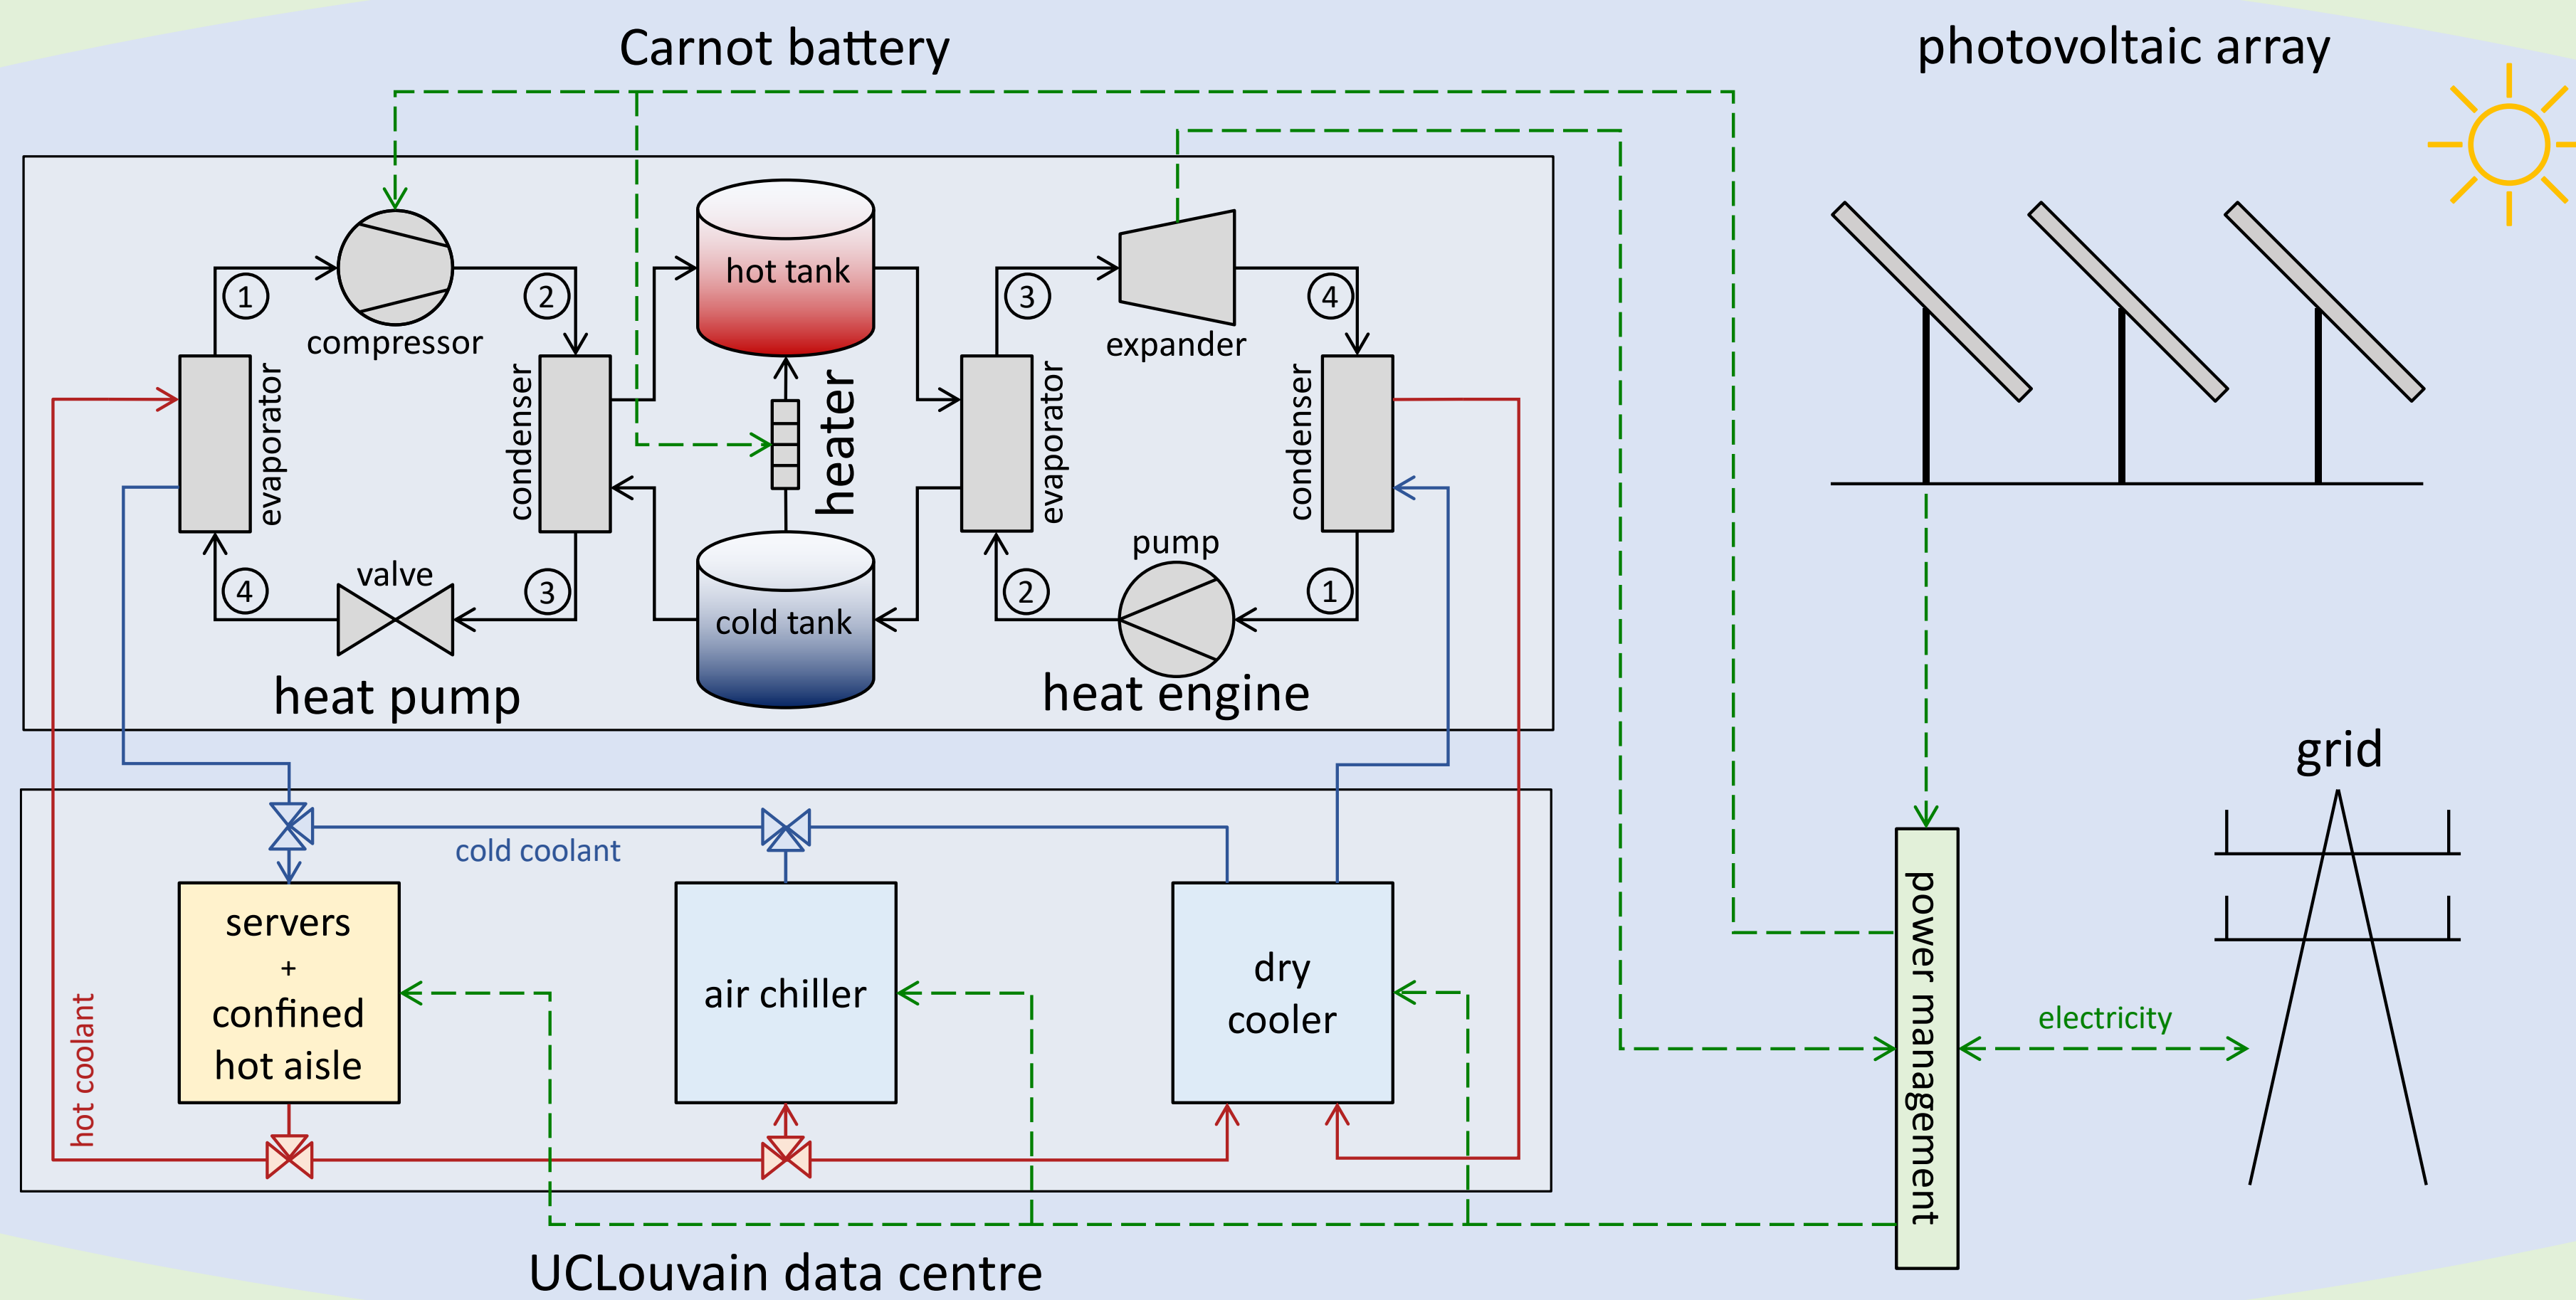 Carnot battery
photovoltaic array
1
2
3
4
hot tank
compressor
expander
evaporator
condenser
heater
evaporator
condenser
4
valve
3
cold tank
2
pump
1
heat pump
heat engine
grid
cold coolant
servers
+
confined
hot aisle
air chiller
dry
cooler
hot coolant
power management
electricity
UCLouvain data centre